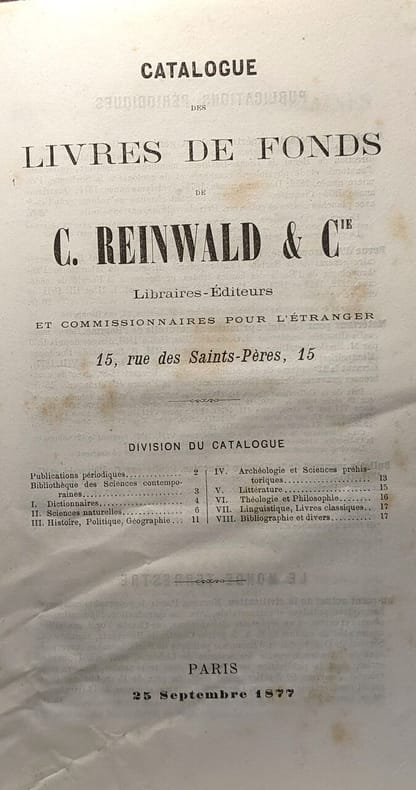 CATALOGUE
DES
LIVRES DE FONDS
DE
C. REINWALD & CIE
Libraires-Éditeurs
ET COMMISSIONNAIRES POUR L'ÉTRANGER
15, rue des Saints-Pères, 15
DIVISION DU CATALOGUE
Publications périodiques............. 2
Bibliothèque des Sciences contempo-
raines....................... 3
I. Dictionnaires................. 4
II. Sciences naturelles............ 6
III. Histoire, Politique, Géographie... 11
IV. Archéologie et Sciences préhis-
toriques.................... 13
V. Littérature.................. 15
VI. Théologie et Philosophie........ 16
VII. Linguistique, Livres classiques.. 17
VIII. Bibliographie et divers......... 17
PARIS
25 Septembre 1877